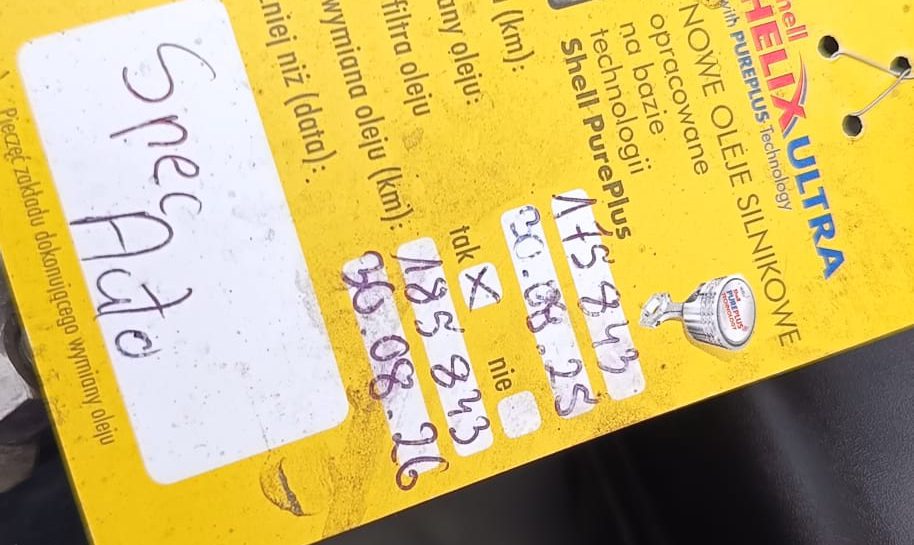 hell
HELIX ULTRA
with PUREPLUS Technology
NOWE OLEJE SILNIKOWE
opracowane
na bazie
technologii
Shell PurePlus
(km): 175 843
any oleju: 30.08.25
filtra oleju tak X nie
wymiana oleju (km): 185 843
niej niż (data): 30.08.26
Spec
Auto
Pieczęć zakładu dokonującego wymiany oleju